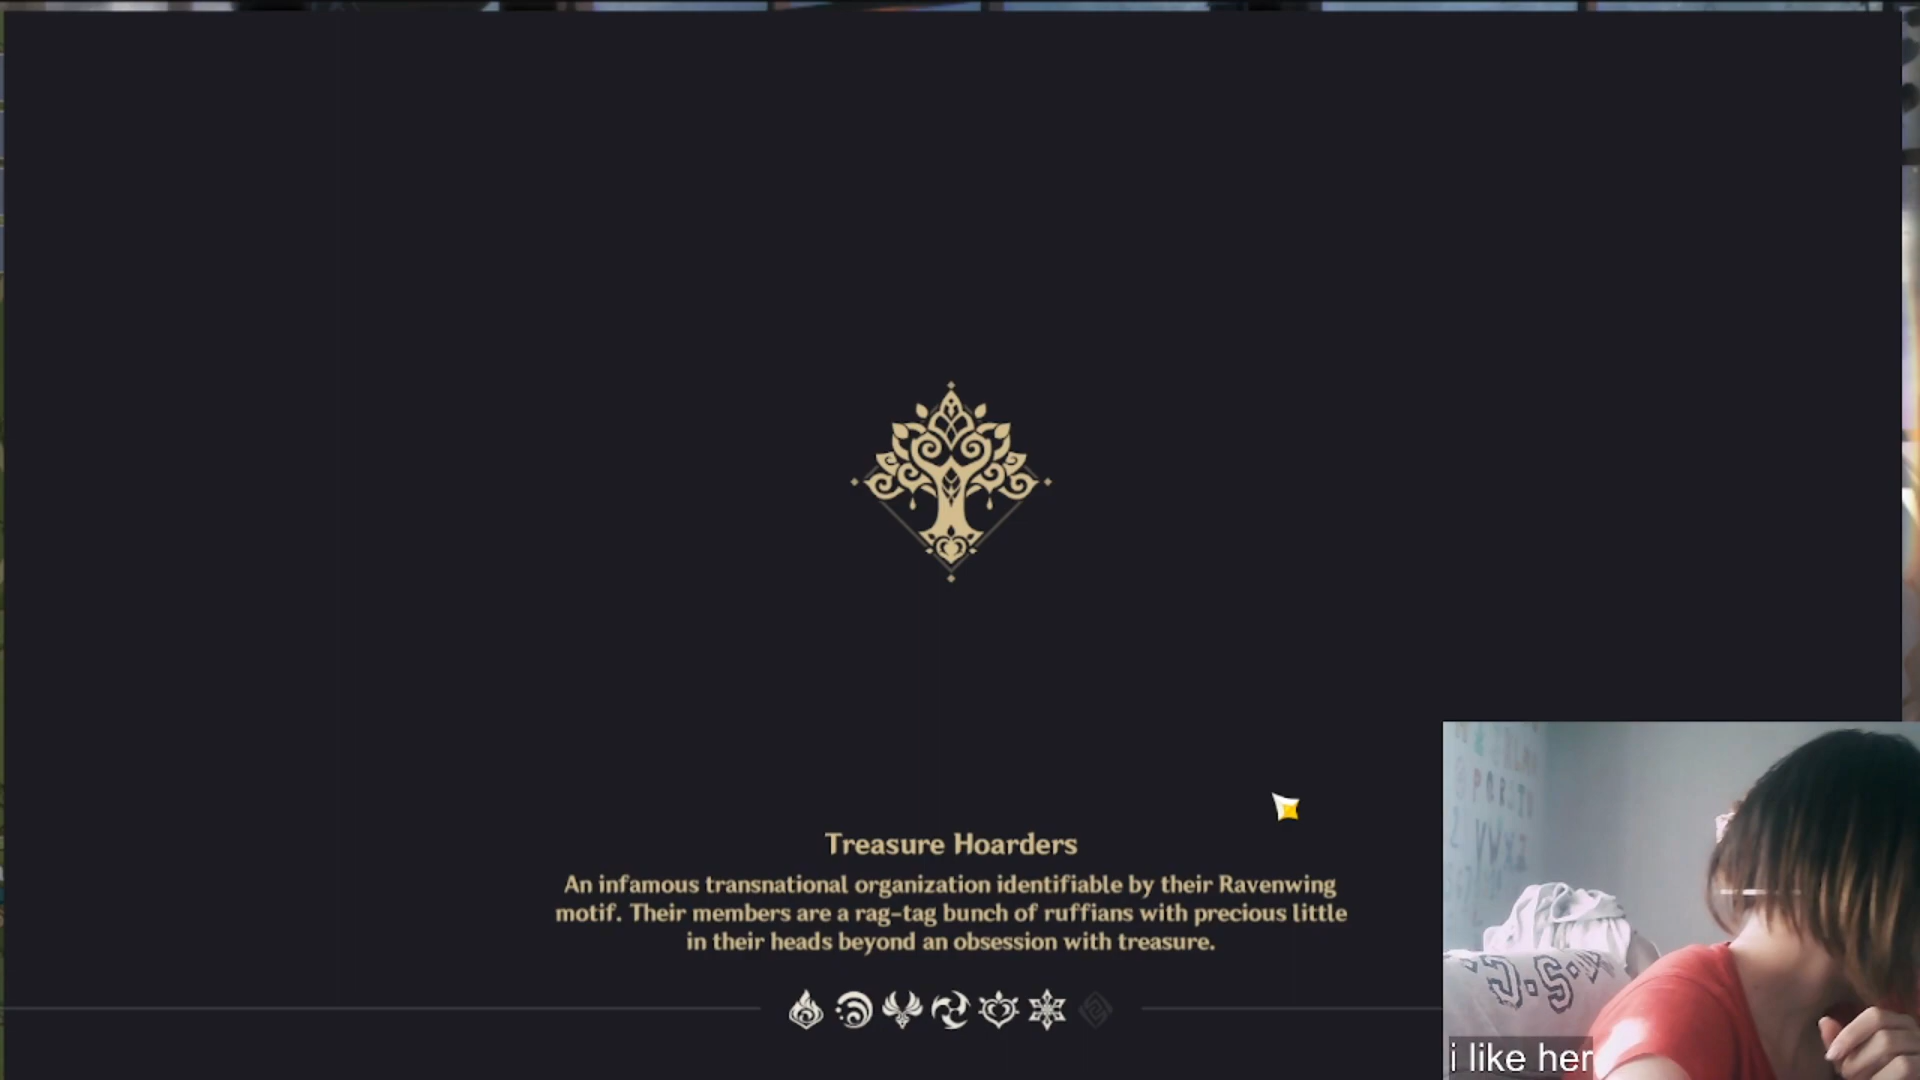 Treasure Hoarders
An infamous transnational organization identifiable by their Ravenwing
motif. Their members are a rag-tag bunch of ruffians with precious little
in their heads beyond an obsession with treasure.
i like her